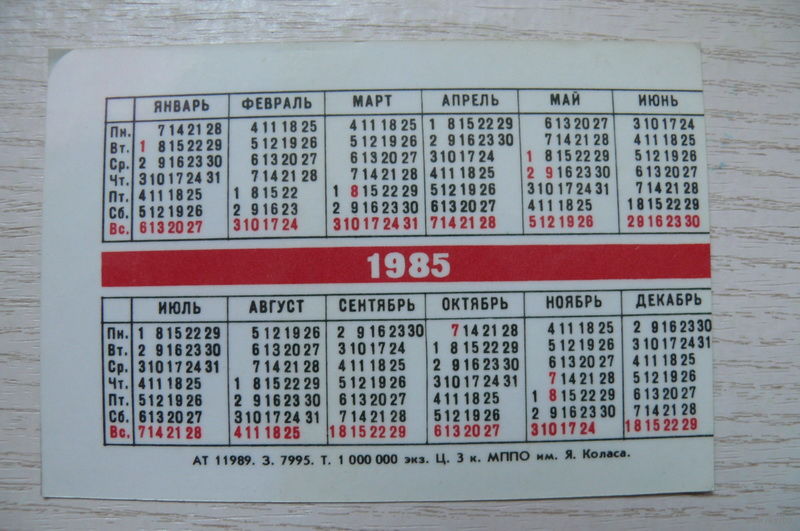 ЯНВАРЬ ФЕВРАЛЬ МАРТ АПРЕЛЬ МАЙ ИЮНЬ
Пн. 7 14 21 28 4 11 18 25 4 11 18 25 1 8 15 22 29 6 13 20 27 3 10 17 24
Вт. 1 8 15 22 29 5 12 19 26 5 12 19 26 2 9 16 23 30 7 14 21 28 4 11 18 25
Ср. 2 9 16 23 30 6 13 20 27 6 13 20 27 3 10 17 24 1 8 15 22 29 5 12 19 26
Чт. 3 10 17 24 31 7 14 21 28 7 14 21 28 4 11 18 25 2 9 16 23 30 6 13 20 27
Пт. 4 11 18 25 1 8 15 22 1 8 15 22 29 5 12 19 26 3 10 17 24 31 7 14 21 28
Сб. 5 12 19 26 2 9 16 23 2 9 16 23 30 6 13 20 27 4 11 18 25 1 8 15 22 29
Вс. 6 13 20 27 3 10 17 24 3 10 17 24 31 7 14 21 28 5 12 19 26 2 9 16 23 30
1985
ИЮЛЬ АВГУСТ СЕНТЯБРЬ ОКТЯБРЬ НОЯБРЬ ДЕКАБРЬ
Пн. 1 8 15 22 29 5 12 19 26 2 9 16 23 30 7 14 21 28 4 11 18 25 2 9 16 23 30
Вт. 2 9 16 23 30 6 13 20 27 3 10 17 24 1 8 15 22 29 5 12 19 26 3 10 17 24 31
Ср. 3 10 17 24 31 7 14 21 28 4 11 18 25 2 9 16 23 30 6 13 20 27 4 11 18 25
Чт. 4 11 18 25 1 8 15 22 29 5 12 19 26 3 10 17 24 31 7 14 21 28 5 12 19 26
Пт. 5 12 19 26 2 9 16 23 30 6 13 20 27 4 11 18 25 1 8 15 22 29 6 13 20 27
Сб. 6 13 20 27 3 10 17 24 31 7 14 21 28 5 12 19 26 2 9 16 23 30 7 14 21 28
Вс. 7 14 21 28 4 11 18 25 1 8 15 22 29 6 13 20 27 3 10 17 24 1 8 15 22 29
АТ 11989. З. 7995. Т. 1 000 000 экз. Ц. 3 к. МППО им. Я. Коласа.